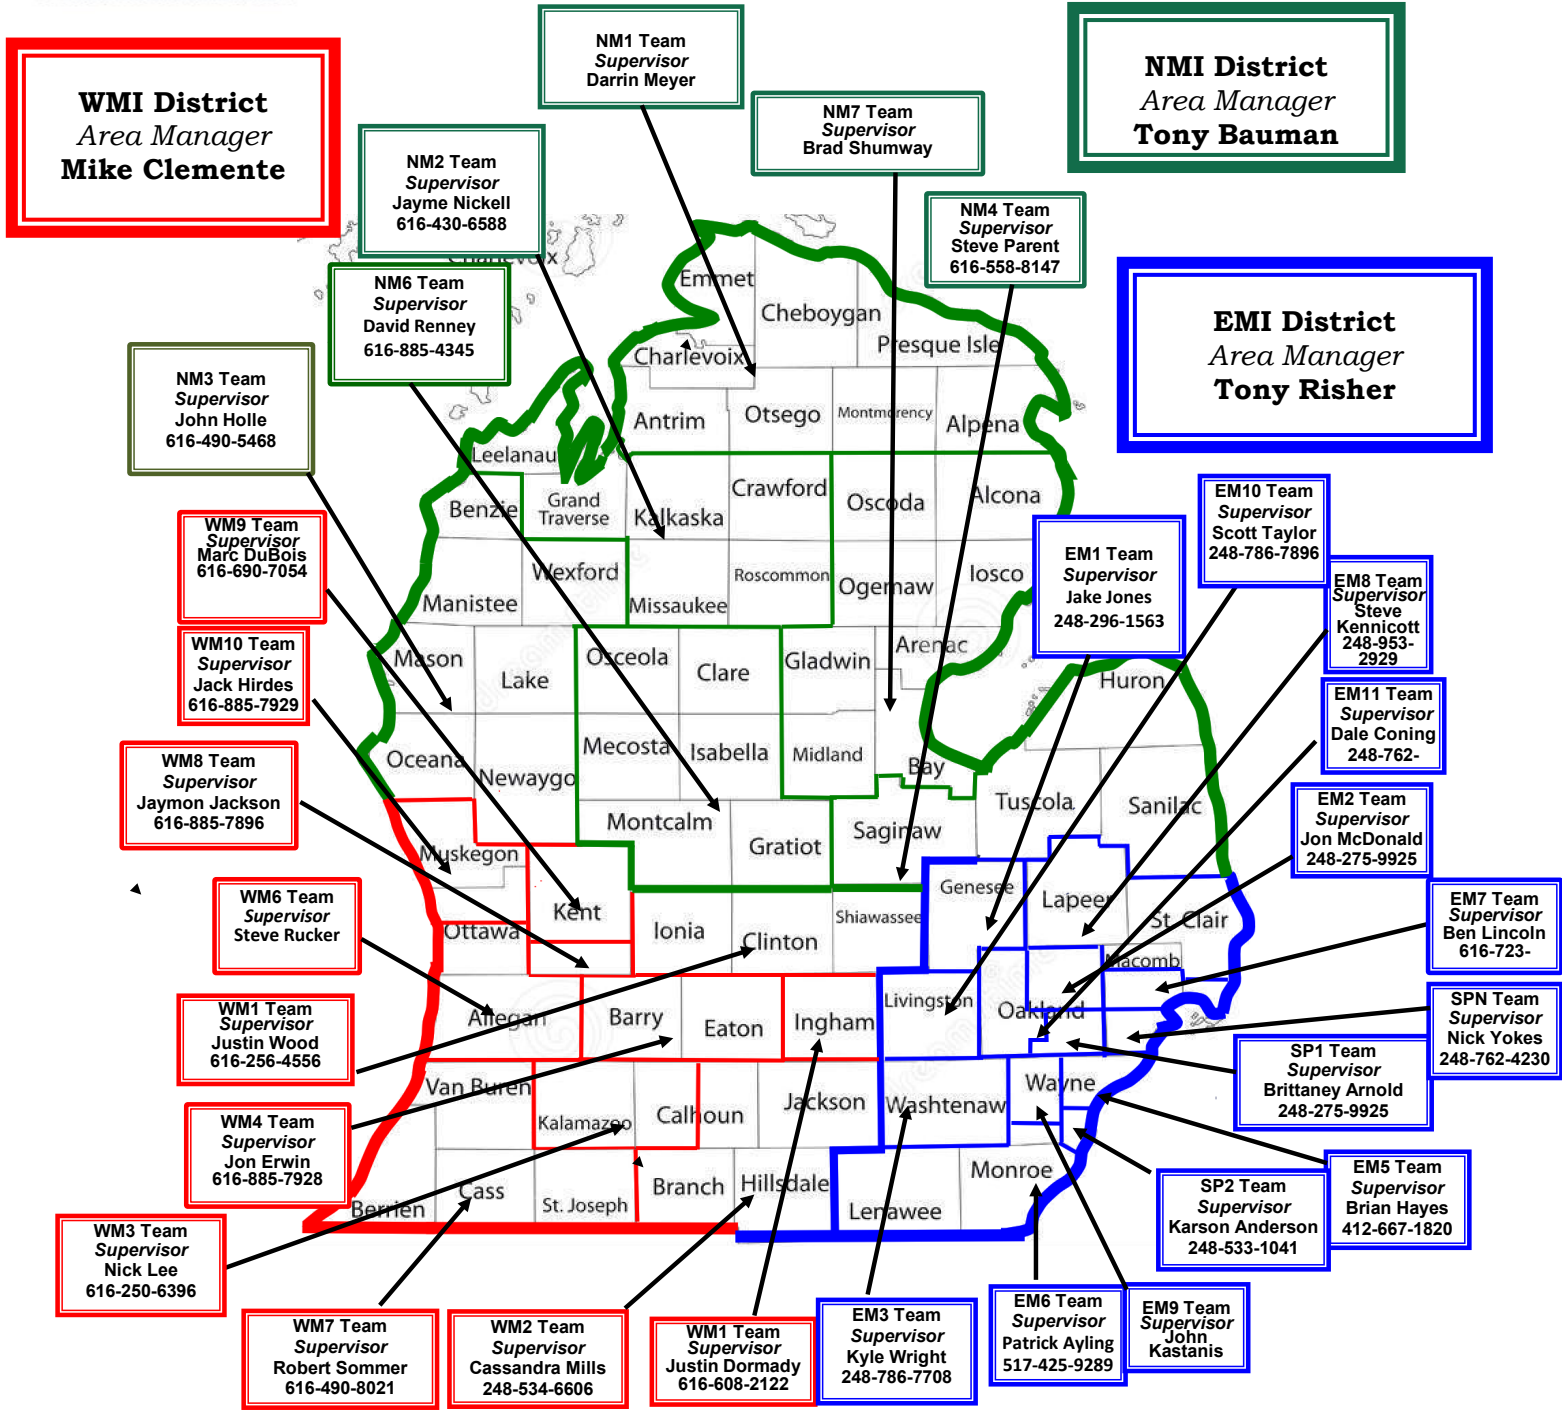 WMI District
Area Manager
Mike Clemente
NM1 Team
Supervisor
Darrin Meyer
NMI District
Area Manager
Tony Bauman
NM7 Team
Supervisor
Brad Shumway
NM2 Team
Supervisor
Jayme Nickell
616-430-6588
NM4 Team
Supervisor
Steve Parent
616-558-8147
Charlevoix
NM6 Team
Supervisor
David Renney
616-885-4345
EMI District
Area Manager
Tony Risher
NM3 Team
Supervisor
John Holle
616-490-5468
WM9 Team
Supervisor
Marc DuBois
616-690-7054
WM10 Team
Supervisor
Jack Hirdes
616-885-7929
WM8 Team
Supervisor
Jaymon Jackson
616-885-7896
WM6 Team
Supervisor
Steve Rucker
WM1 Team
Supervisor
Justin Wood
616-256-4556
WM4 Team
Supervisor
Jon Erwin
616-885-7928
WM3 Team
Supervisor
Nick Lee
616-250-6396
WM7 Team
Supervisor
Robert Sommer
616-490-8021
WM2 Team
Supervisor
Cassandra Mills
248-534-6606
WM1 Team
Supervisor
Justin Dormady
616-608-2122
EM3 Team
Supervisor
Kyle Wright
248-786-7708
EM6 Team
Supervisor
Patrick Ayling
517-425-9289
EM9 Team
Supervisor
John
Kastanis
EM10 Team
Supervisor
Scott Taylor
248-786-7896
EM1 Team
Supervisor
Jake Jones
248-296-1563
EM8 Team
Supervisor
Steve
Kennicott
248-953-
2929
EM11 Team
Supervisor
Dale Coning
248-762-
EM2 Team
Supervisor
Jon McDonald
248-275-9925
EM7 Team
Supervisor
Ben Lincoln
616-723-
SPN Team
Supervisor
Nick Yokes
248-762-4230
SP1 Team
Supervisor
Brittaney Arnold
248-275-9925
EM5 Team
Supervisor
Brian Hayes
412-667-1820
SP2 Team
Supervisor
Karson Anderson
248-533-1041
Emmet
Cheboygan
Presque Isle
Charlevoix
Antrim
Otsego
Montmorency
Alpena
Leelanau
Benzie
Grand
Traverse
Kalkaska
Crawford
Oscoda
Alcona
Manistee
Wexford
Missaukee
Roscommon
Ogemaw
Iosco
Mason
Lake
Osceola
Clare
Gladwin
Arenac
Huron
Oceana
Newaygo
Mecosta
Isabella
Midland
Bay
Tuscola
Sanilac
Muskegon
Montcalm
Gratiot
Saginaw
Genesee
Lapeer
St. Clair
Kent
Ottawa
Ionia
Clinton
Shiawassee
Macomb
Allegan
Barry
Eaton
Ingham
Livingston
Oakland
Van Buren
Kalamazoo
Calhoun
Jackson
Washtenaw
Wayne
Berrien
Cass
St. Joseph
Branch
Hillsdale
Lenawee
Monroe